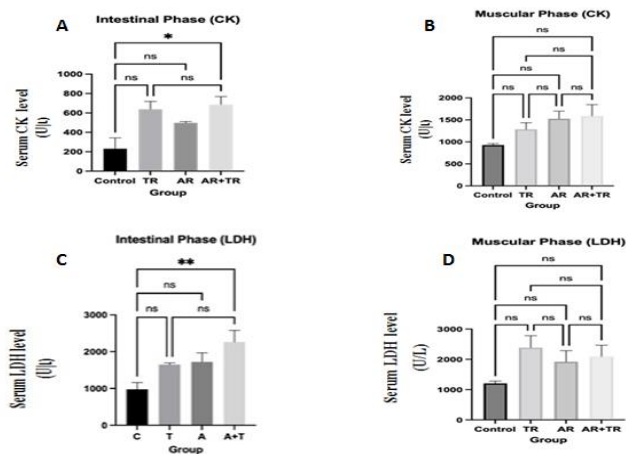 A
Intestinal Phase (CK)
*
ns
ns
ns
Serum CK level
(U|t)
1000
800
600
400
200
0
Control TR AR AR+TR
Group
B
Muscular Phase (CK)
ns
ns
ns
ns
ns
ns
Serum CK level
(U|t)
2000
1500
1000
500
0
Control TR AR AR+TR
Group
C
Intestinal Phase (LDH)
**
ns
ns
ns
Serum LDH level
(U|t)
3000
2000
1000
0
C T A A+T
Group
D
Muscular Phase (LDH)
ns
ns
ns
ns
ns
ns
Serum LDH level
(U/L)
3000
2000
1000
0
Control TR AR AR+TR
Group